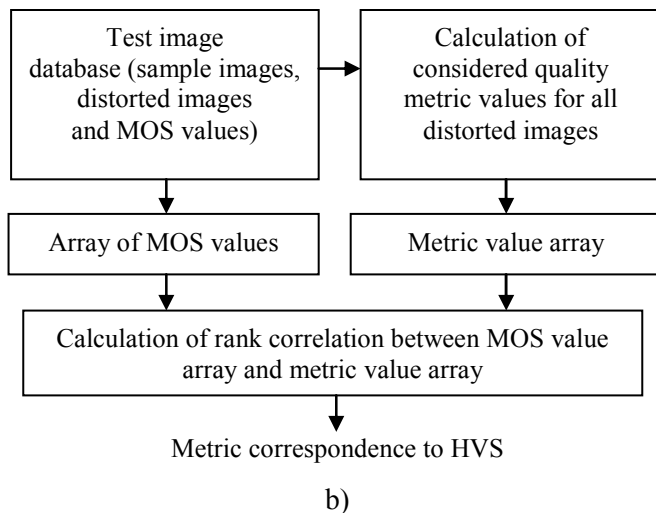 Test image
database (sample images,
distorted images
and MOS values)
Calculation of
considered quality
metric values for all
distorted images
Array of MOS values
Metric value array
Calculation of rank correlation between MOS value
array and metric value array
Metric correspondence to HVS
b)